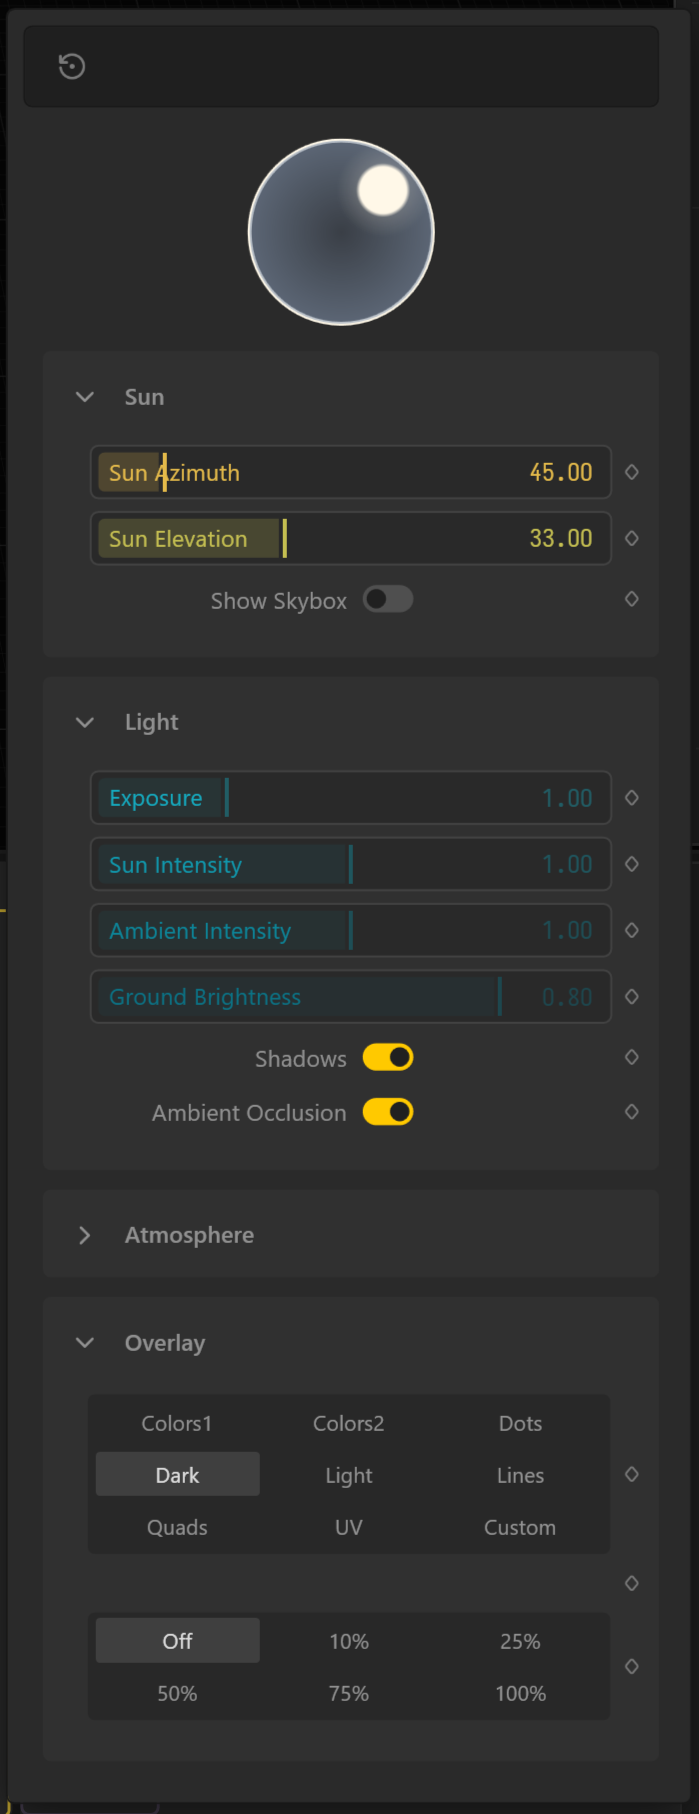 Sun
Sun Azimuth 45.00
Sun Elevation 33.00
Show Skybox
Light
Exposure 1.00
Sun Intensity 1.00
Ambient Intensity 1.00
Ground Brightness 0.80
Shadows
Ambient Occlusion
Atmosphere
Overlay
Colors1 Colors2 Dots
Dark Light Lines
Quads UV Custom
Off 10% 25%
50% 75% 100%